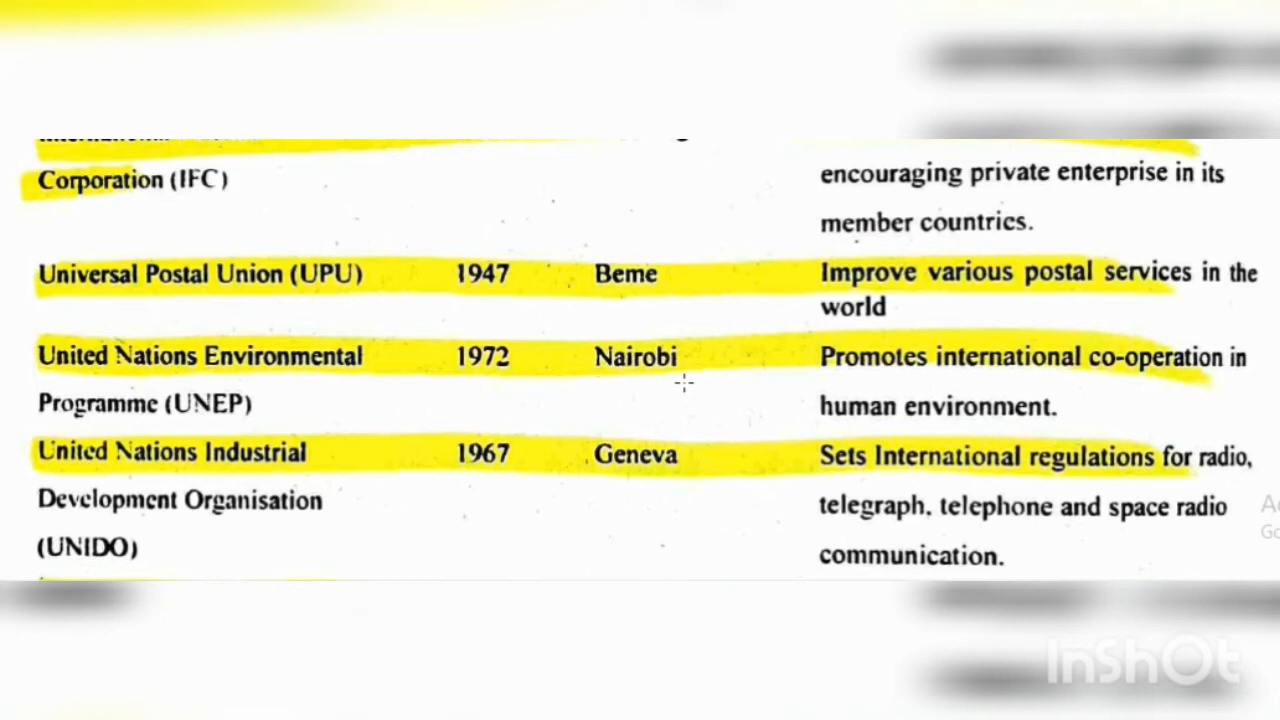 Corporation (IFC)
encouraging private enterprise in its
member countries.
Universal Postal Union (UPU) 1947 Beme Improve various postal services in the
world
United Nations Environmental 1972 Nairobi Promotes international co-operation in
Programme (UNEP) human environment.
United Nations Industrial 1967 Geneva Sets International regulations for radio,
Development Organisation telegraph, telephone and space radio
(UNIDO) communication.
InShOt